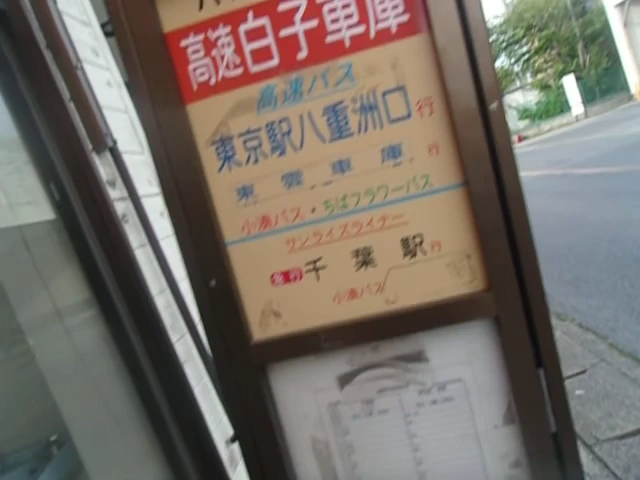 高速白子車庫
高速バス
東京駅八重洲口行
東雲車庫行
小湊バス・ちばフラワーバス
サンライズライナー
急行千葉駅行
小湊バス